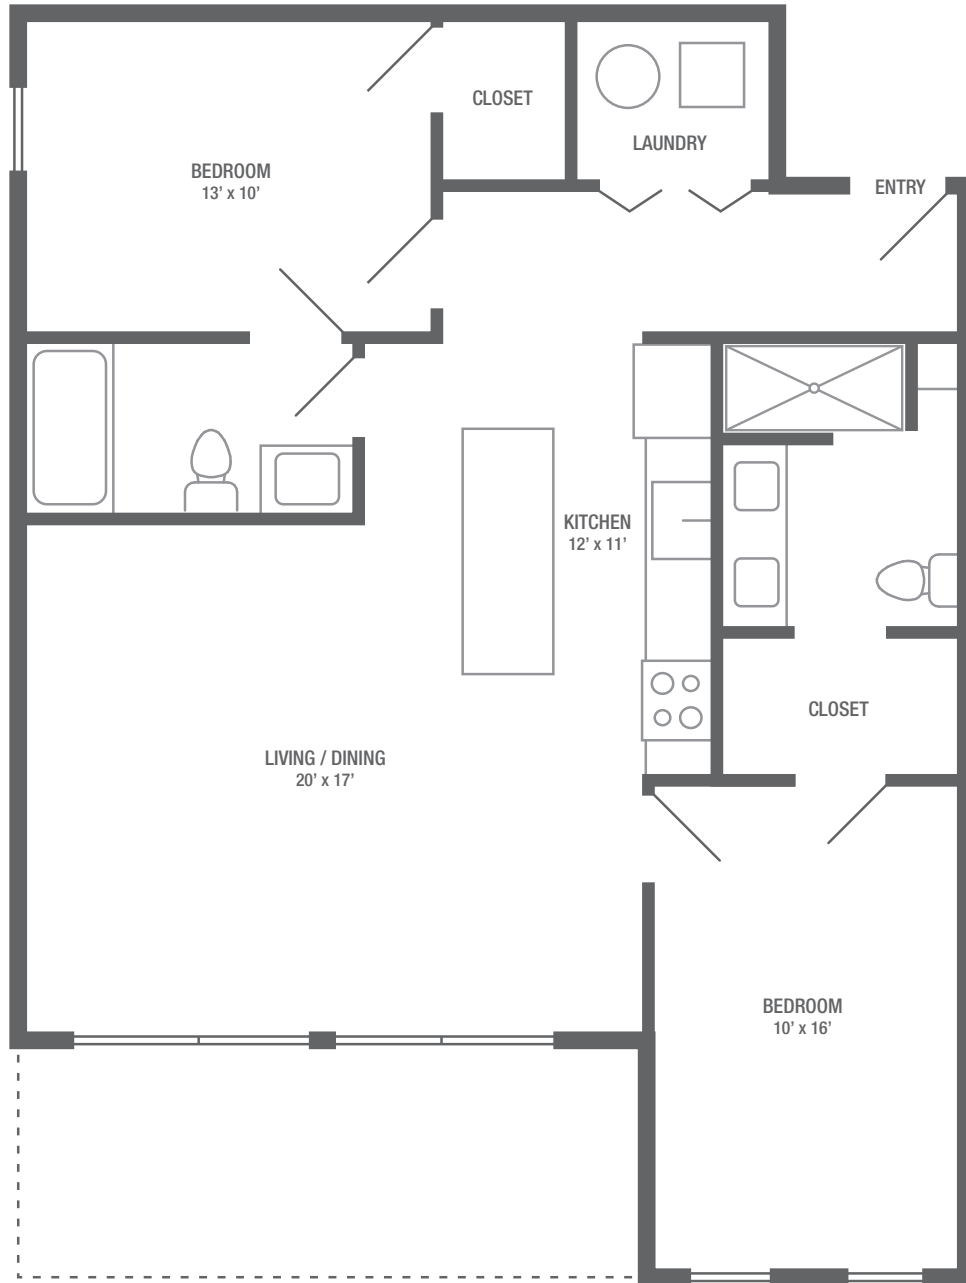 CLOSET
LAUNDRY
BEDROOM
13’ x 10’
ENTRY
KITCHEN
12’ x 11’
CLOSET
LIVING / DINING
20’ x 17’
BEDROOM
10’ x 16’